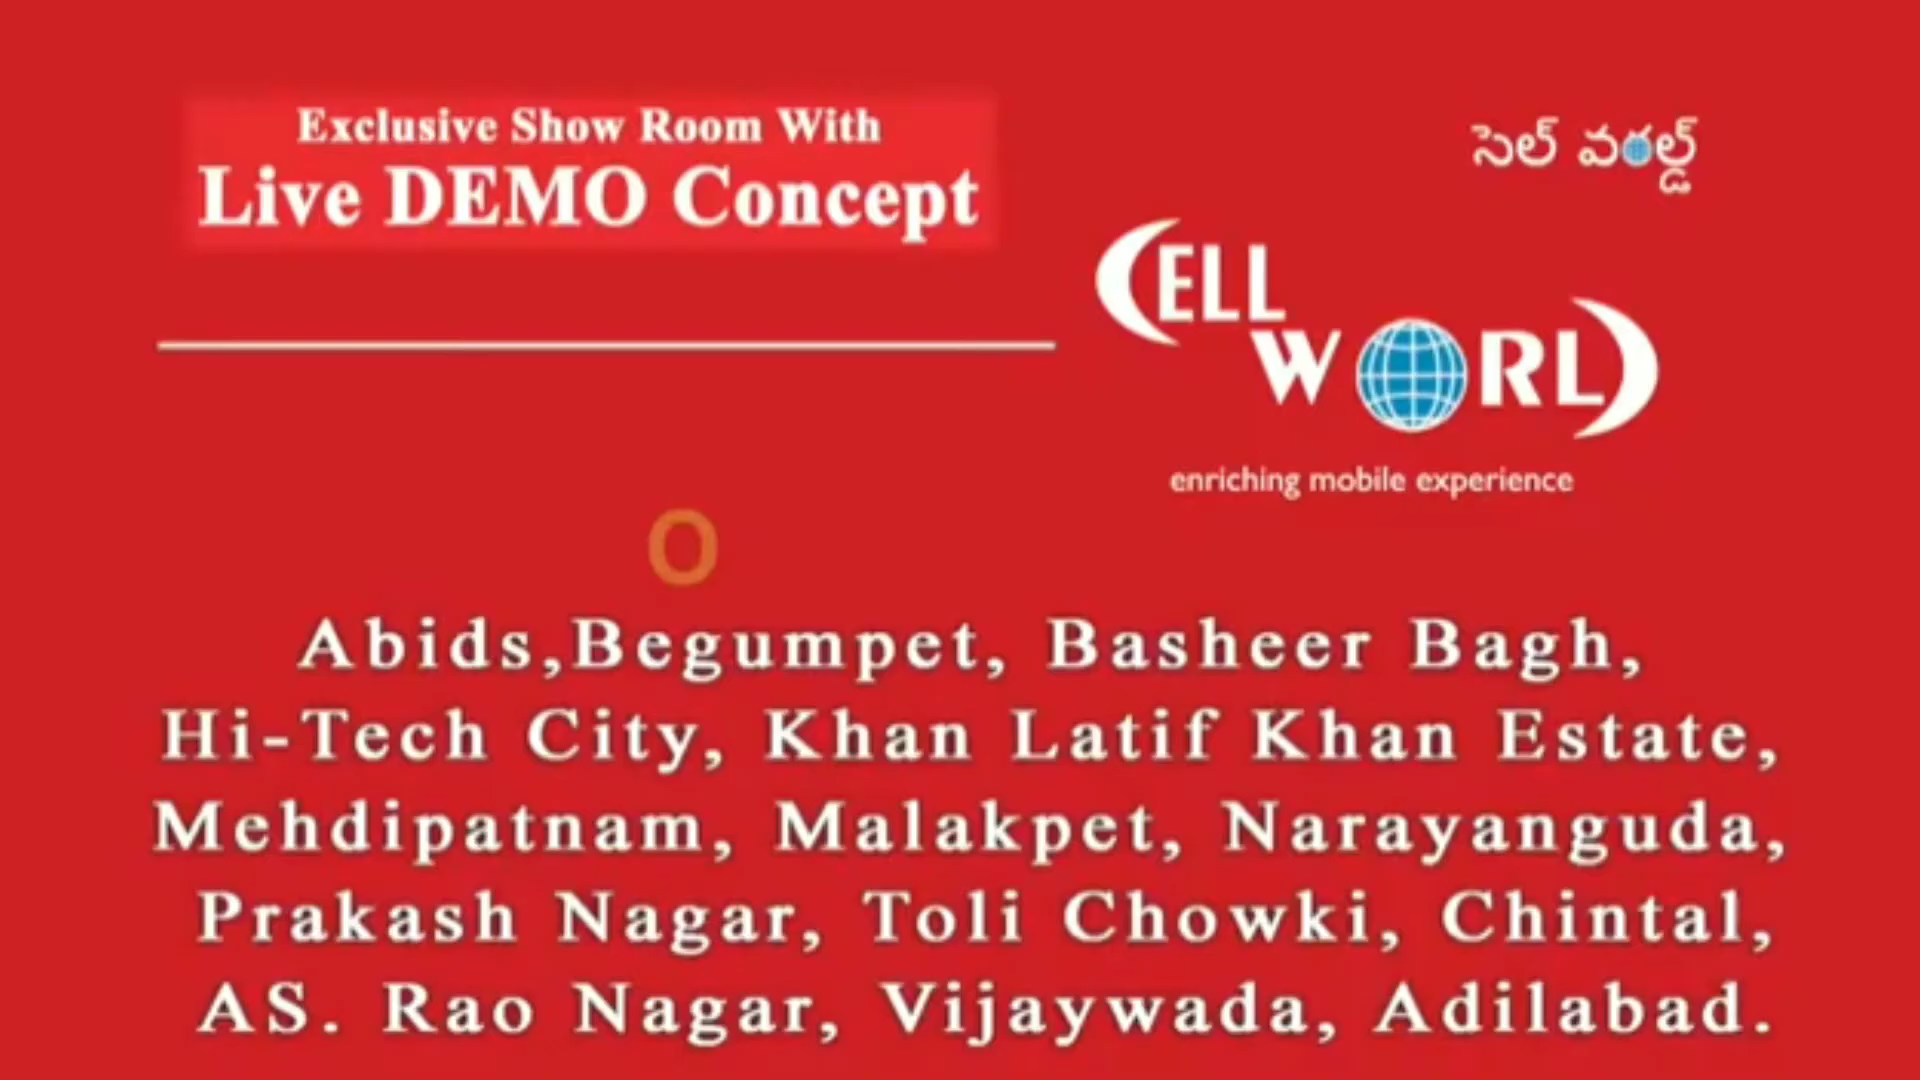 Exclusive Show Room With
Live DEMO Concept
సెల్ వరల్డ్
CELL
WORLD
enriching mobile experience
O
Abids,Begumpet, Basheer Bagh,
Hi-Tech City, Khan Latif Khan Estate,
Mehdipatnam, Malakpet, Narayanguda,
Prakash Nagar, Toli Chowki, Chintal,
AS. Rao Nagar, Vijaywada, Adilabad.